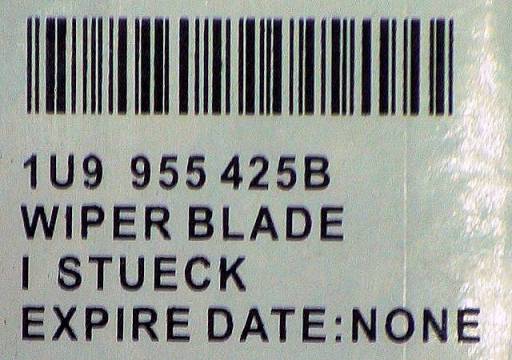 1U9 955 425B
WIPER BLADE
I STUECK
EXPIRE DATE:NONE